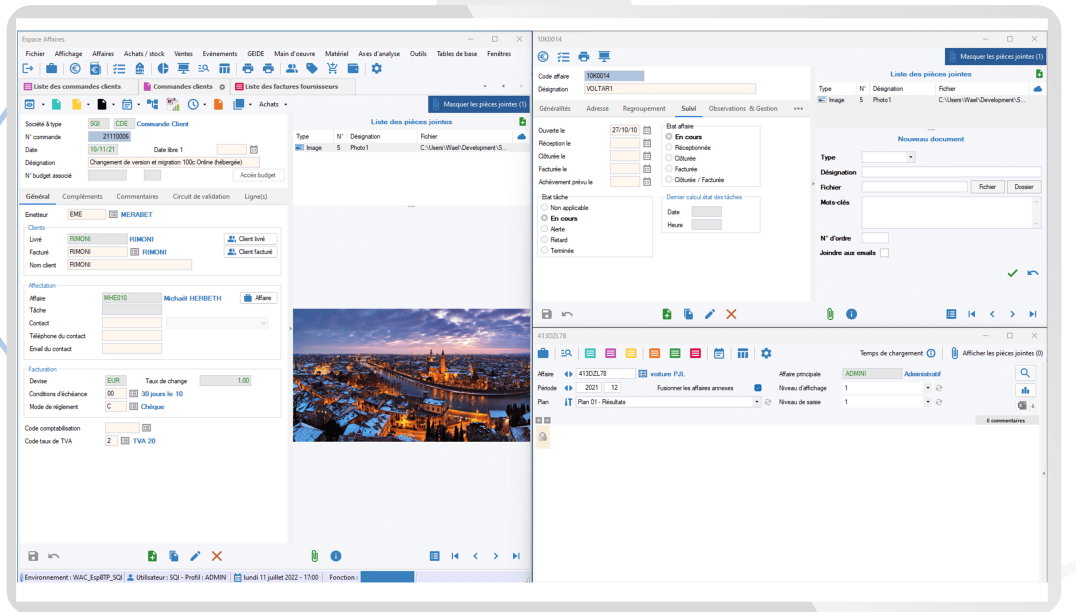 Espace Affaires
Fichier Affichage Affaires Achats / stock Ventes Evènements GEIDE Main d'oeuvre Matériel Axes d'analyse Outils Tables de base Fenêtres
Liste des commandes clients Commandes clients Liste des factures fournisseurs
Achats Masquer les pièces jointes (1)
Société & type SQI CDE Commande Client
N° commande 21110006
Date 10/11/21 Date libre 1
Désignation Changement de version et migration 100c Online (hébergée)
N° budget associé Accès budget
Général Compléments Commentaires Circuit de validation Ligne(s)
Emetteur EME MERABET
Clients
Livré RIMONI RIMONI Client livré
Facturé RIMONI RIMONI Client facturé
Nom client RIMONI
Affectation
Affaire MHE010 Michaël HERBETH Affaire
Tâche
Contact
Téléphone du contact
Email du contact
Facturation
Devise EUR Taux de change 1.00
Conditions d'échéance 00 30 jours le 10
Mode de règlement C Chèque
Code comptabilisation
Code taux de TVA 2 TVA 20
Liste des pièces jointes
Type N° Désignation Fichier
Image 5 Photo1 C:\Users\Wael\Development\S...
Environnement : WAC_EspBTP_SQI Utilisateur : SQI - Profil : ADMIN lundi 11 juillet 2022 - 17:00 Fonction :
10K0014
Masquer les pièces jointes (1)
Code affaire 10K0014
Désignation VOLTAR1
Généralités Adresse Regroupement Suivi Observations & Gestion
Ouverte le 27/10/10
Réception le
Clôturée le
Facturée le
Achèvement prévu le
Etat affaire
En cours
Réceptionnée
Clôturée
Facturée
Clôturée / Facturée
Etat tâche
Non applicable
En cours
Alerte
Retard
Terminée
Dernier calcul état des tâches
Date
Heure
Liste des pièces jointes
Type N° Désignation Fichier
Image 5 Photo1 C:\Users\Wael\Development\S...
Nouveau document
Type
Désignation
Fichier Fichier Dossier
Mots-clés
N° d'ordre
Joindre aux emails
413DZL78
Temps de chargement Afficher les pièces jointes (0)
Affaire 413DZL78 voiture PJL Affaire principale ADMINI Administratif
Période 2021 12 Fusionner les affaires annexes Niveau d'affichage 1
Plan Plan 01 - Résultats Niveau de saisie 1
0 commentaires